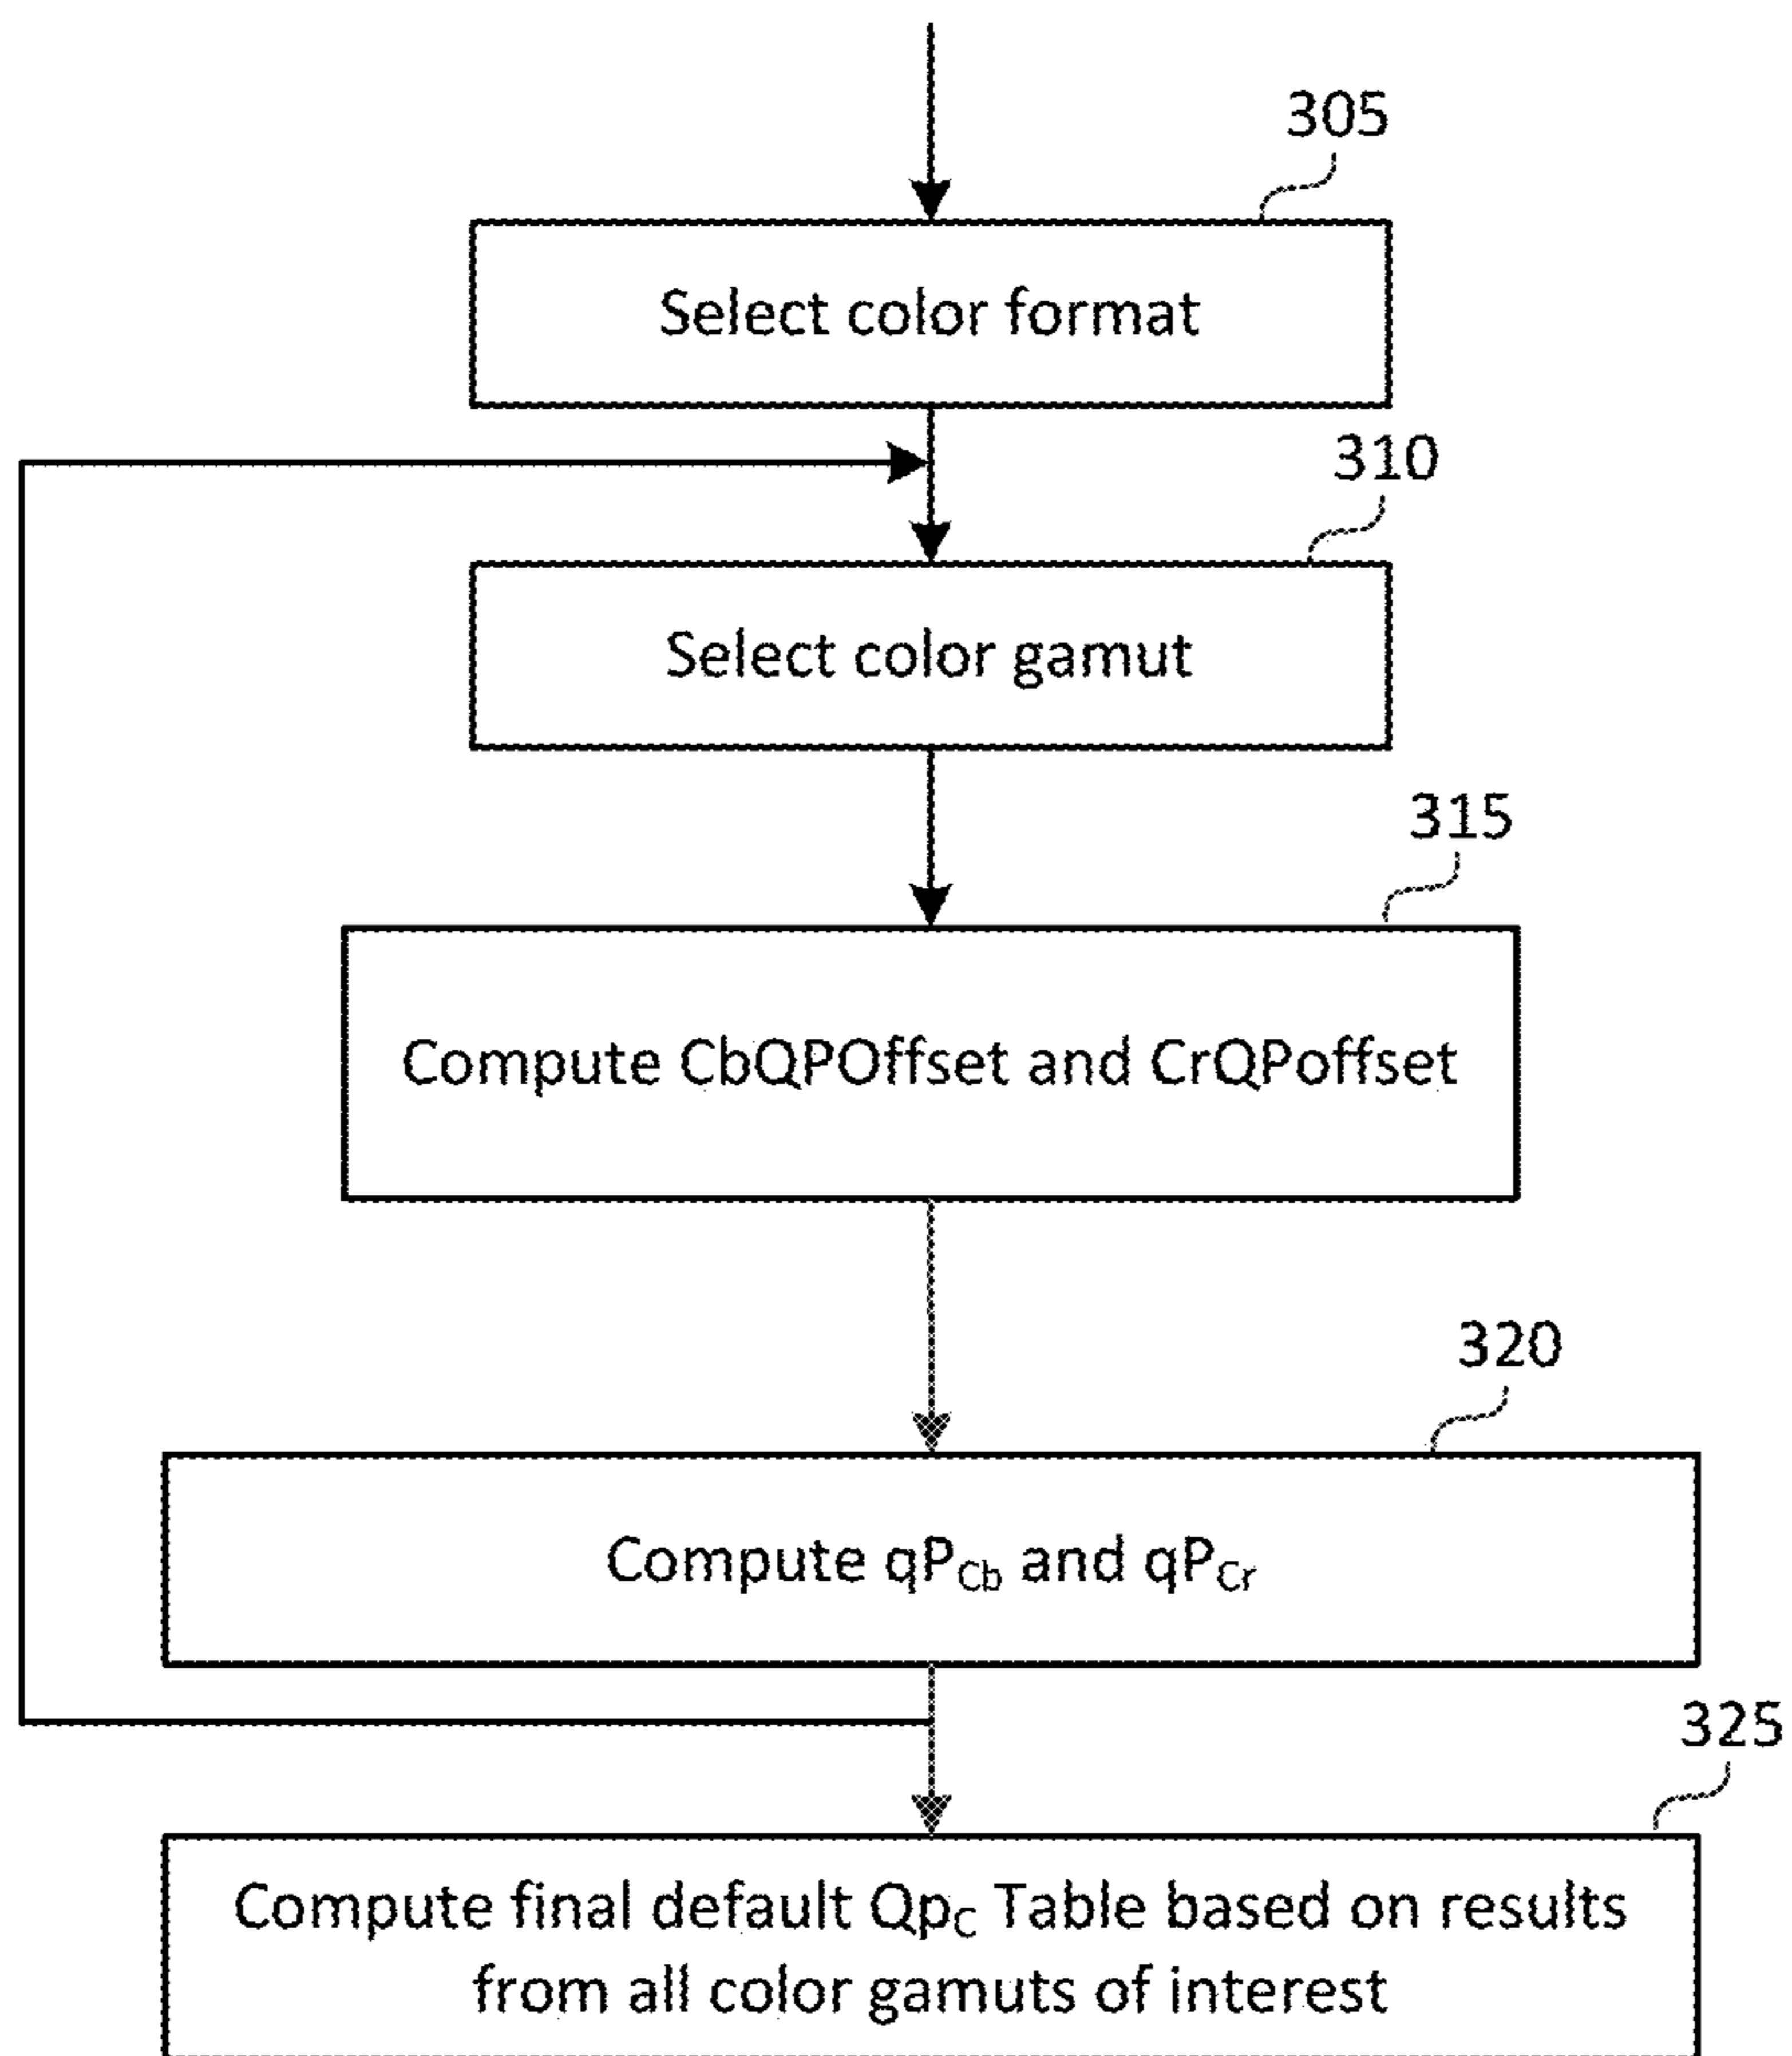 305
Select color format
310
Select color gamut
315
Compute CbQPOffset and CrQPoffset
320
Compute qPCb and qPCr
325
Compute final default QpC Table based on results
from all color gamuts of interest